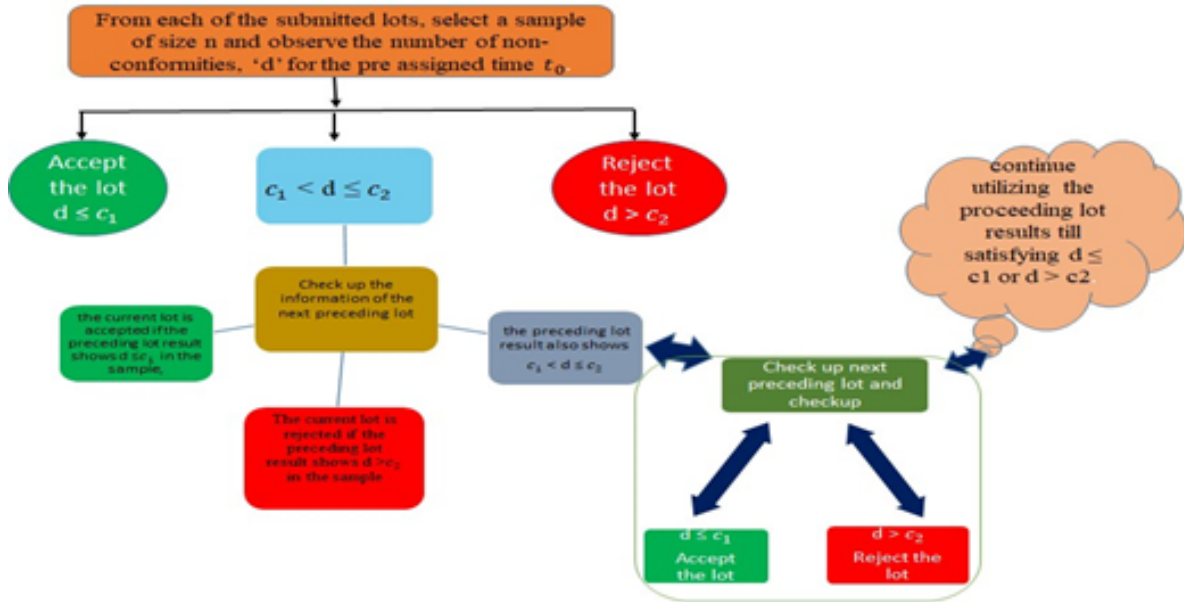 From each of the submitted lots, select a sample
of size n and observe the number of non-
conformities, ‘d’ for the pre assigned time t₀.
Accept
the lot
d ≤ c₁
c₁ < d ≤ c₂
Reject
the lot
d > c₂
continue
utilizing the
proceeding lot
results till
satisfying d ≤
c1 or d > c2.
Check up the
information of the
next preceding lot
the current lot is
accepted if the
preceding lot result
shows d ≤c₁ in the
sample,
the preceding lot
result also shows
c₁ < d ≤ c₂
The current lot is
rejected if the
preceding lot
result shows d >c₂
in the sample
Check up next
preceding lot and
checkup
d ≤ c₁
Accept
the lot
d > c₂
Reject the
lot